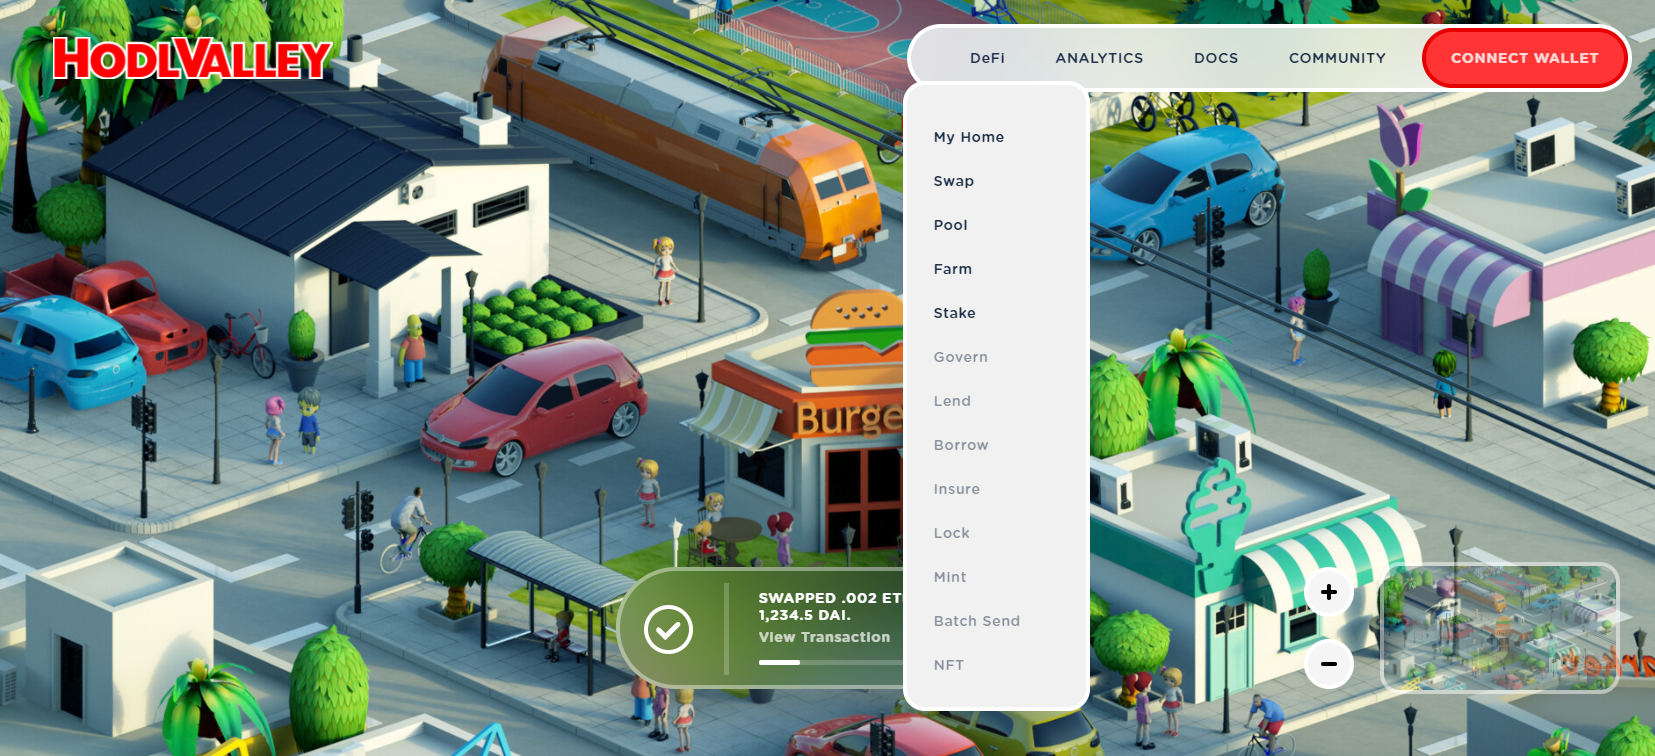 HODLVALLEY
DeFi
ANALYTICS
DOCS
COMMUNITY
CONNECT WALLET
My Home
Swap
Pool
Farm
Stake
Govern
Lend
Borrow
Insure
Lock
Mint
Batch Send
NFT
Burge
SWAPPED .002 ET
1,234.5 DAI.
View Transaction